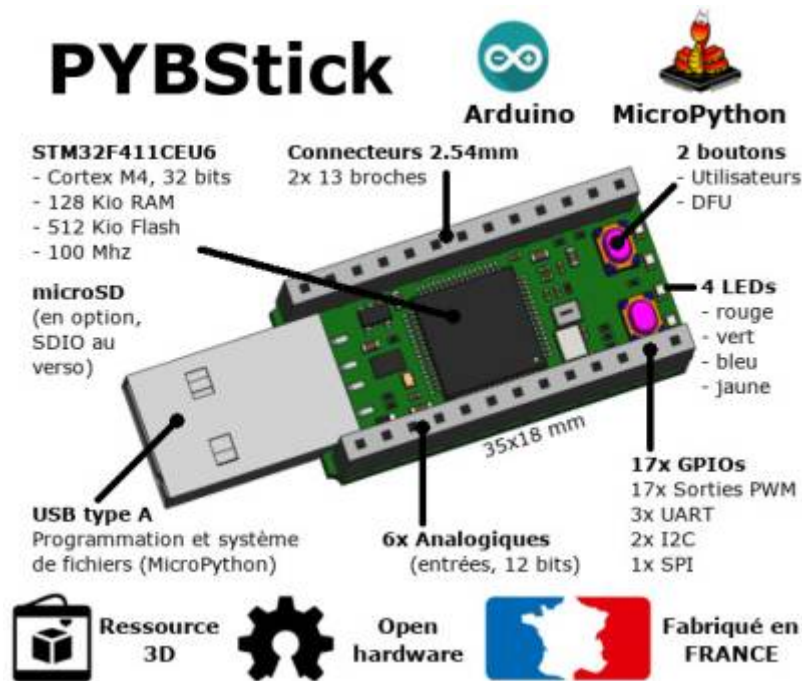 PYBStick
Arduino
MicroPython
STM32F411CEU6
- Cortex M4, 32 bits
- 128 Kio RAM
- 512 Kio Flash
- 100 Mhz
Connecteurs 2.54mm
2x 13 broches
2 boutons
- Utilisateurs
- DFU
microSD
(en option,
SDIO au
verso)
4 LEDs
- rouge
- vert
- bleu
- jaune
35x18 mm
USB type A
Programmation et système
de fichiers (MicroPython)
6x Analogiques
(entrées, 12 bits)
17x GPIOs
17x Sorties PWM
3x UART
2x I2C
1x SPI
Ressource
3D
Open
hardware
Fabriqué en
FRANCE